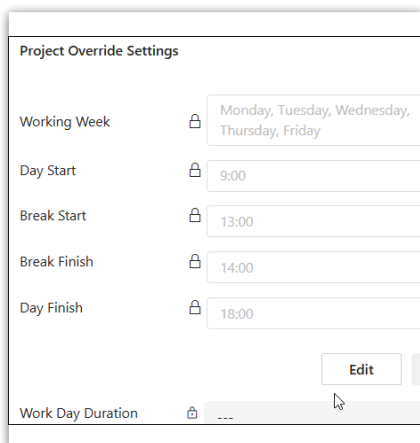 Project Override Settings
Working Week
Monday, Tuesday, Wednesday,
Thursday, Friday
Day Start
9:00
Break Start
13:00
Break Finish
14:00
Day Finish
18:00
Edit
Work Day Duration
---